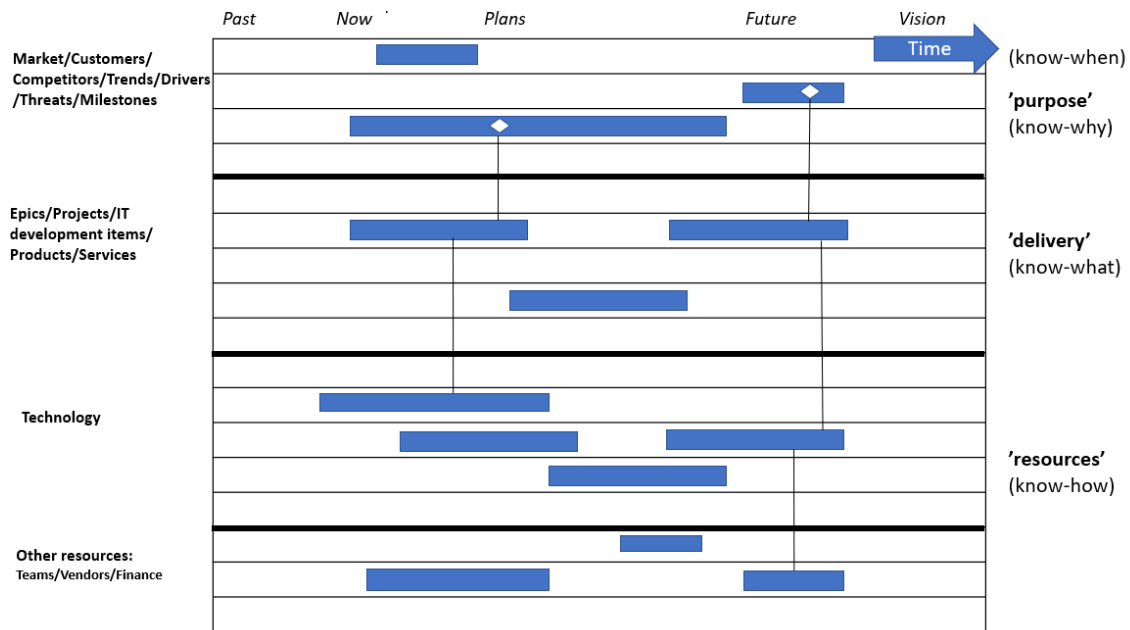 Past Now Plans Future Vision
Time
Market/Customers/
Competitors/Trends/Drivers
/Threats/Milestones
(know-when)
’purpose’
(know-why)
Epics/Projects/IT
development items/
Products/Services
’delivery’
(know-what)
Technology
’resources’
(know-how)
Other resources:
Teams/Vendors/Finance